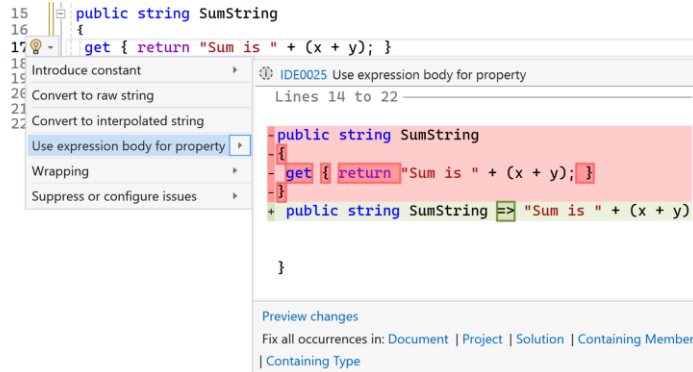 15 public string SumString
16 {
17 get { return "Sum is " + (x + y); }
18
19
20
21
22
Introduce constant
Convert to raw string
Convert to interpolated string
Use expression body for property
Wrapping
Suppress or configure issues
IDE0025 Use expression body for property
Lines 14 to 22
-public string SumString
-{
- get { return "Sum is " + (x + y); }
-}
+ public string SumString => "Sum is " + (x + y)
}
Preview changes
Fix all occurrences in: Document | Project | Solution | Containing Member
| Containing Type